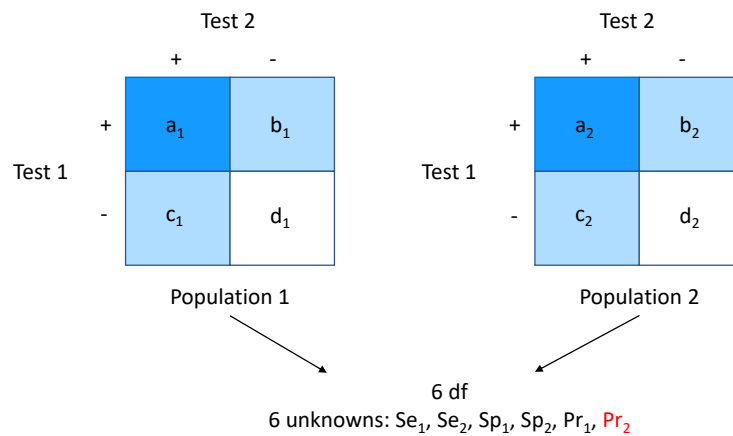 Test 2 Test 2
+ - + -
+ a₁ b₁ + a₂ b₂
Test 1 Test 1
- c₁ d₁ - c₂ d₂
Population 1 Population 2
6 df
6 unknowns: Se₁, Se₂, Sp₁, Sp₂, Pr₁, Pr₂